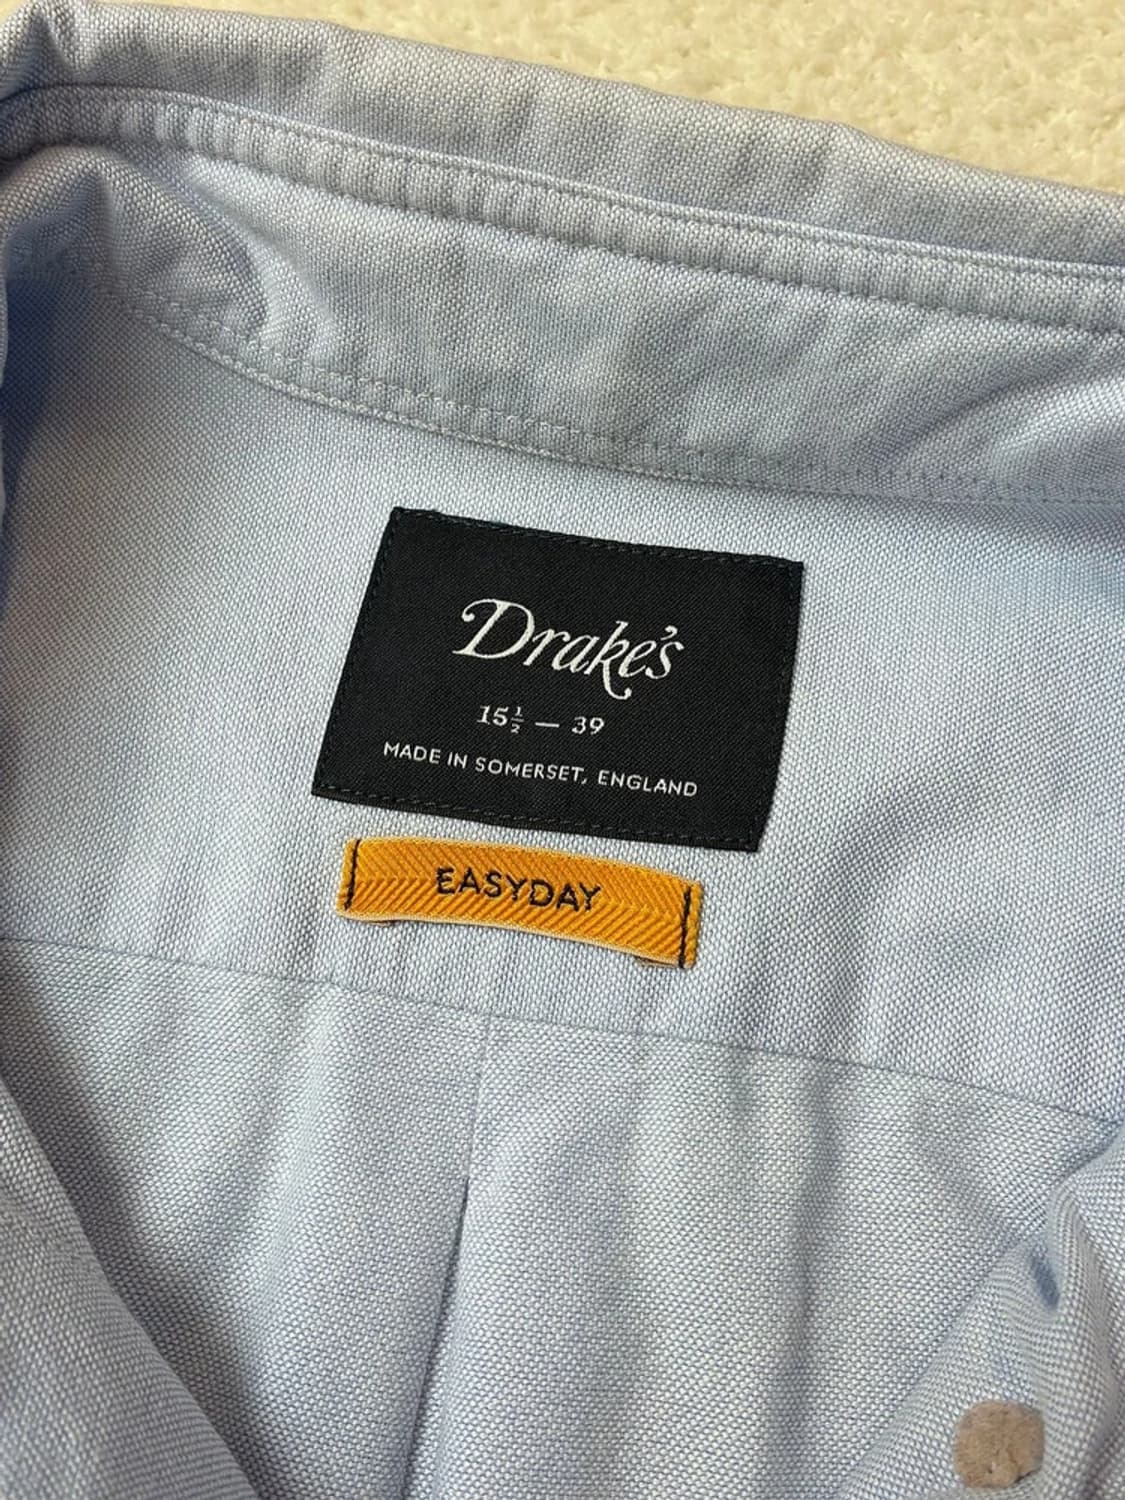 Drake's
15½ — 39
MADE IN SOMERSET, ENGLAND
EASYDAY